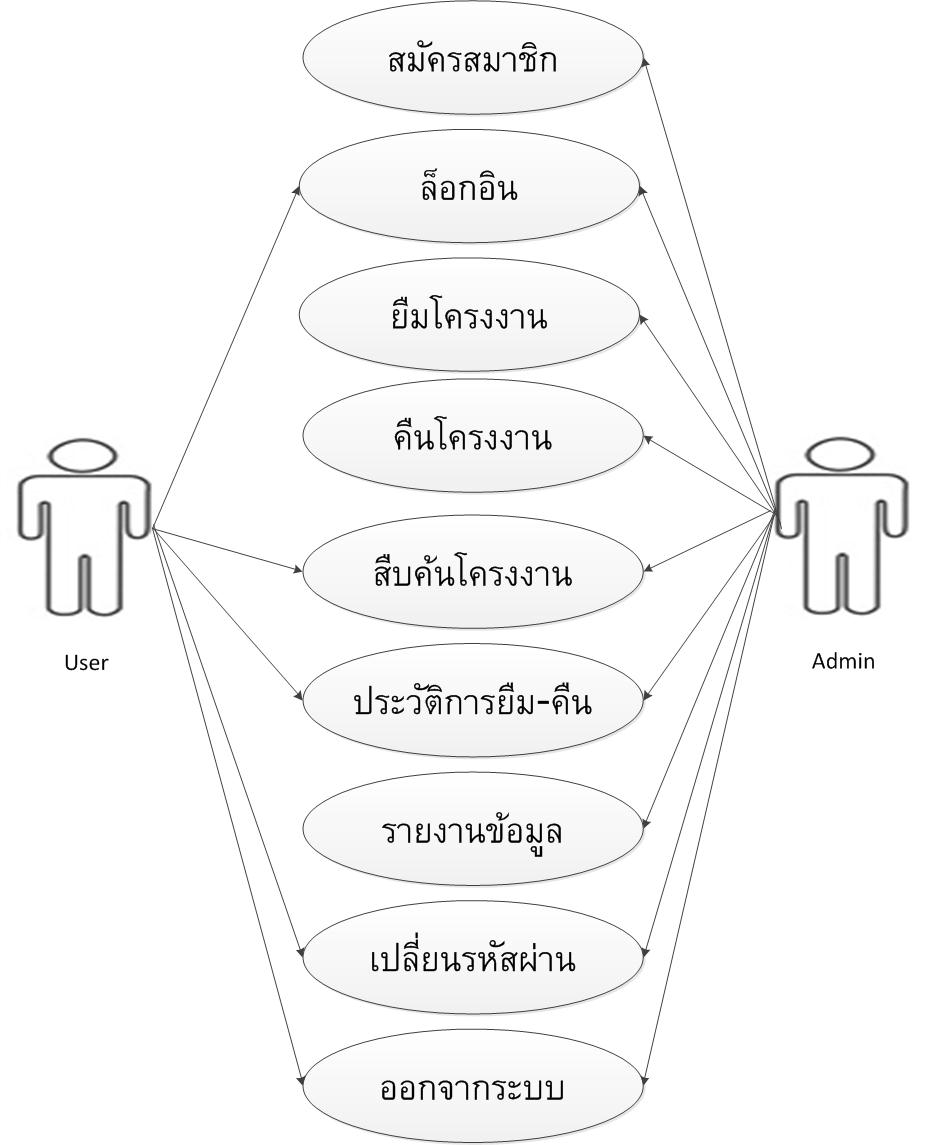 สมัครสมาชิก
ล็อกอิน
ยืมโครงงาน
คืนโครงงาน
สืบค้นโครงงาน
User
Admin
ประวัติการยืม-คืน
รายงานข้อมูล
เปลี่ยนรหัสผ่าน
ออกจากระบบ